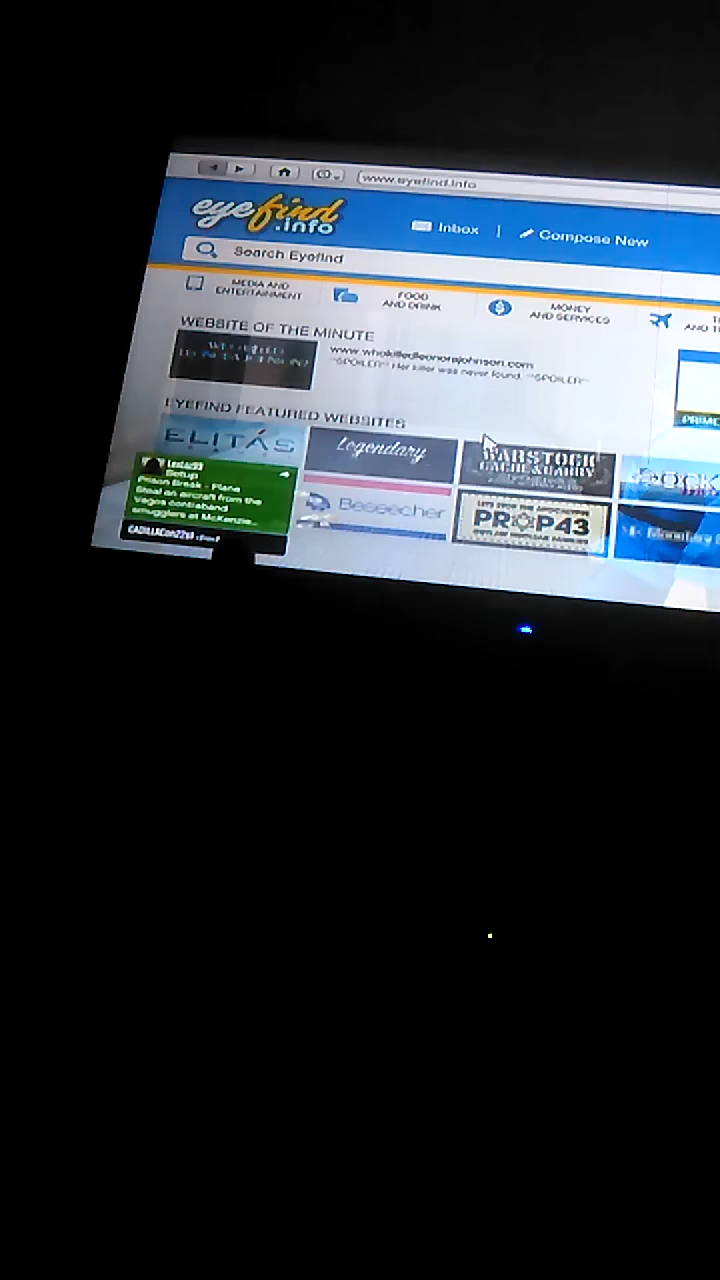 www.eyefind.info
eyefind
.info
Inbox | Compose New
Search Eyefind
MEDIA AND
ENTERTAINMENT
FOOD
AND DRINK
MONEY
AND SERVICES
WEBSITE OF THE MINUTE
www.whokilledleonorajohnson.com
**SPOILER** Her killer was never found. **SPOILER**
EYEFIND FEATURED WEBSITES
ELITÁS
Legendary
WARSTOCK
CACHE & CARRY
Beseecher
PROP43
Setup
Prison Break - Plane
Steal an aircraft from the
Vagos contraband
smugglers at McKenzie...